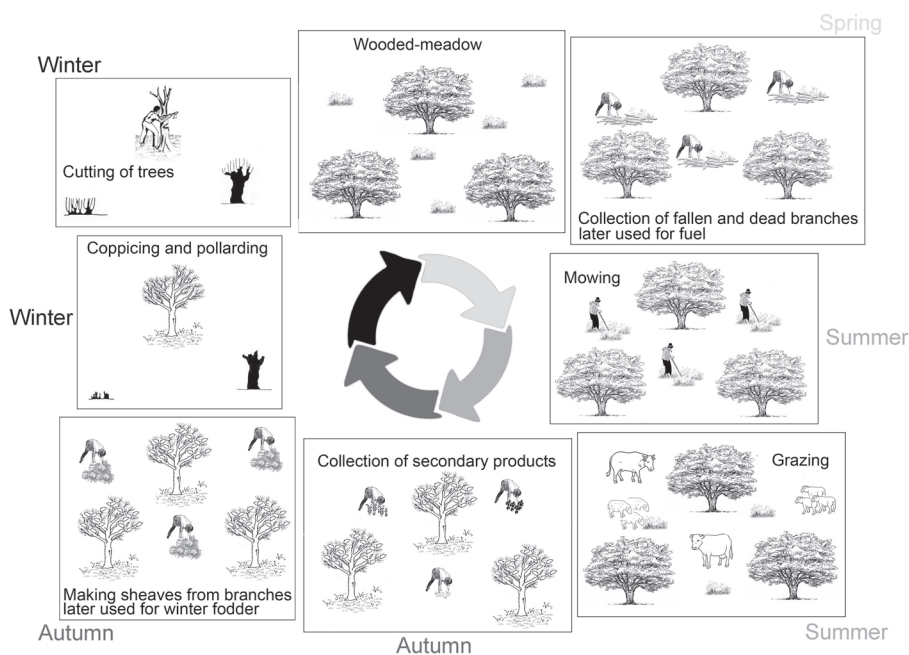 Spring
Wooded-meadow
Winter
Cutting of trees
Collection of fallen and dead branches
later used for fuel
Coppicing and pollarding
Winter
Mowing
Summer
Collection of secondary products
Grazing
Making sheaves from branches
later used for winter fodder
Autumn
Autumn
Summer